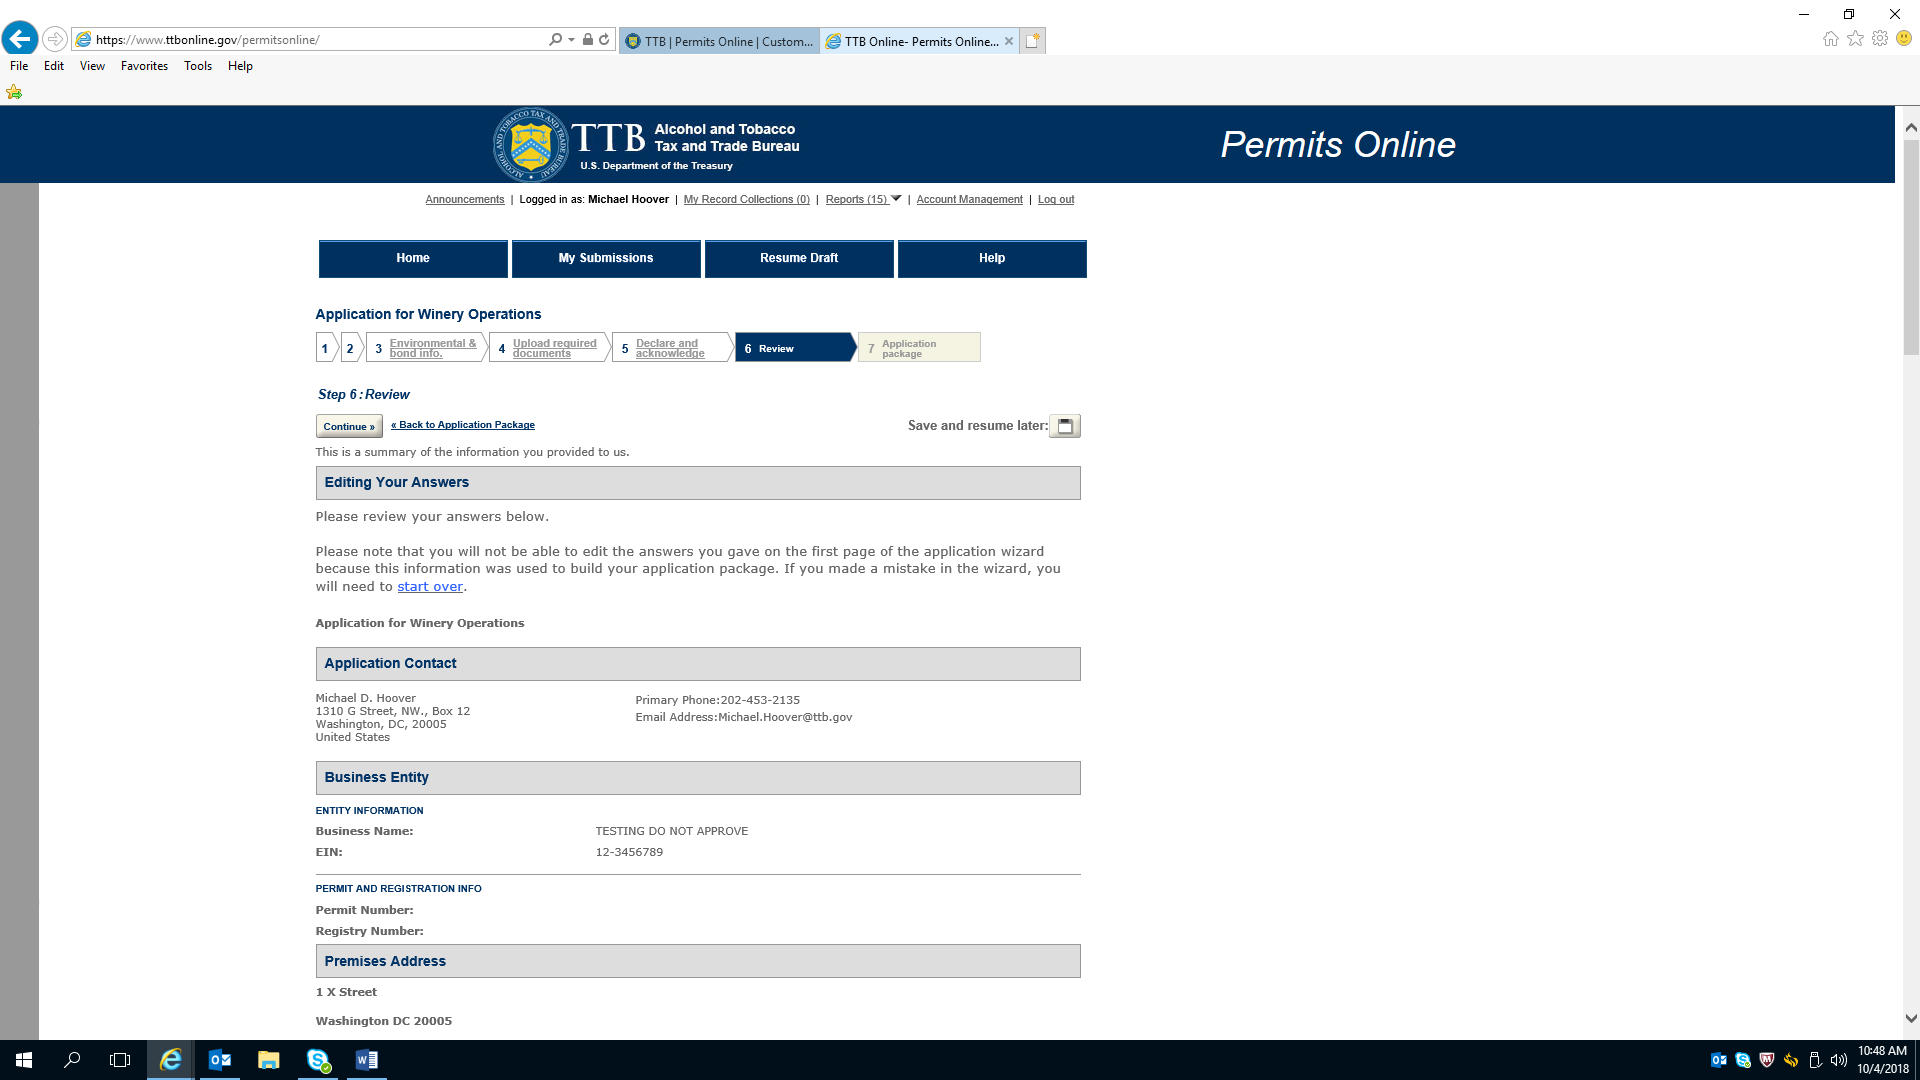 https://www.ttbonline.gov/permitsonline/
TTB | Permits Online | Custom...
TTB Online- Permits Online...
File Edit View Favorites Tools Help
ALCOHOL AND TOBACCO TAX AND TRADE BUREAU
TTB
Alcohol and Tobacco
Tax and Trade Bureau
U.S. Department of the Treasury
Permits Online
Announcements | Logged in as: Michael Hoover | My Record Collections (0) | Reports (15) | Account Management | Log out
Home My Submissions Resume Draft Help
Application for Winery Operations
1 2 3 Environmental & bond info. 4 Upload required documents 5 Declare and acknowledge 6 Review 7 Application package
Step 6: Review
Continue » « Back to Application Package Save and resume later:
This is a summary of the information you provided to us.
Editing Your Answers
Please review your answers below.
Please note that you will not be able to edit the answers you gave on the first page of the application wizard
because this information was used to build your application package. If you made a mistake in the wizard, you
will need to start over.
Application for Winery Operations
Application Contact
Michael D. Hoover
1310 G Street, NW., Box 12
Washington, DC, 20005
United States
Primary Phone:202-453-2135
Email Address:Michael.Hoover@ttb.gov
Business Entity
ENTITY INFORMATION
Business Name: TESTING DO NOT APPROVE
EIN: 12-3456789
PERMIT AND REGISTRATION INFO
Permit Number:
Registry Number:
Premises Address
1 X Street
Washington DC 20005
10:48 AM
10/4/2018